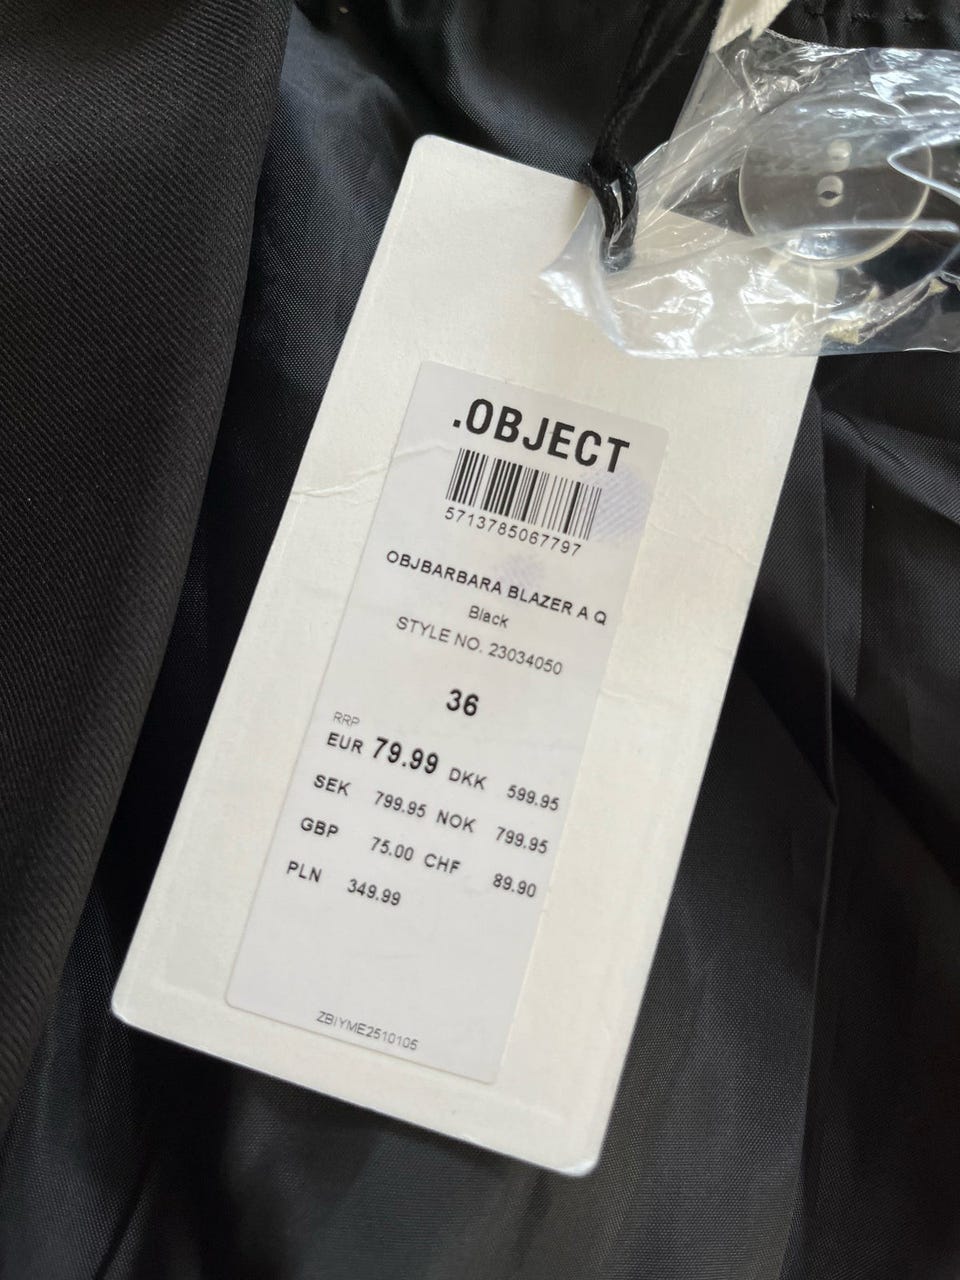 .OBJECT
5713785067797
OBJBARBARA BLAZER A Q
Black
STYLE NO. 23034050
36
RRP
EUR 79.99 DKK 599.95
SEK 799.95 NOK 799.95
GBP 75.00 CHF 89.90
PLN 349.99
ZBIYME2510105